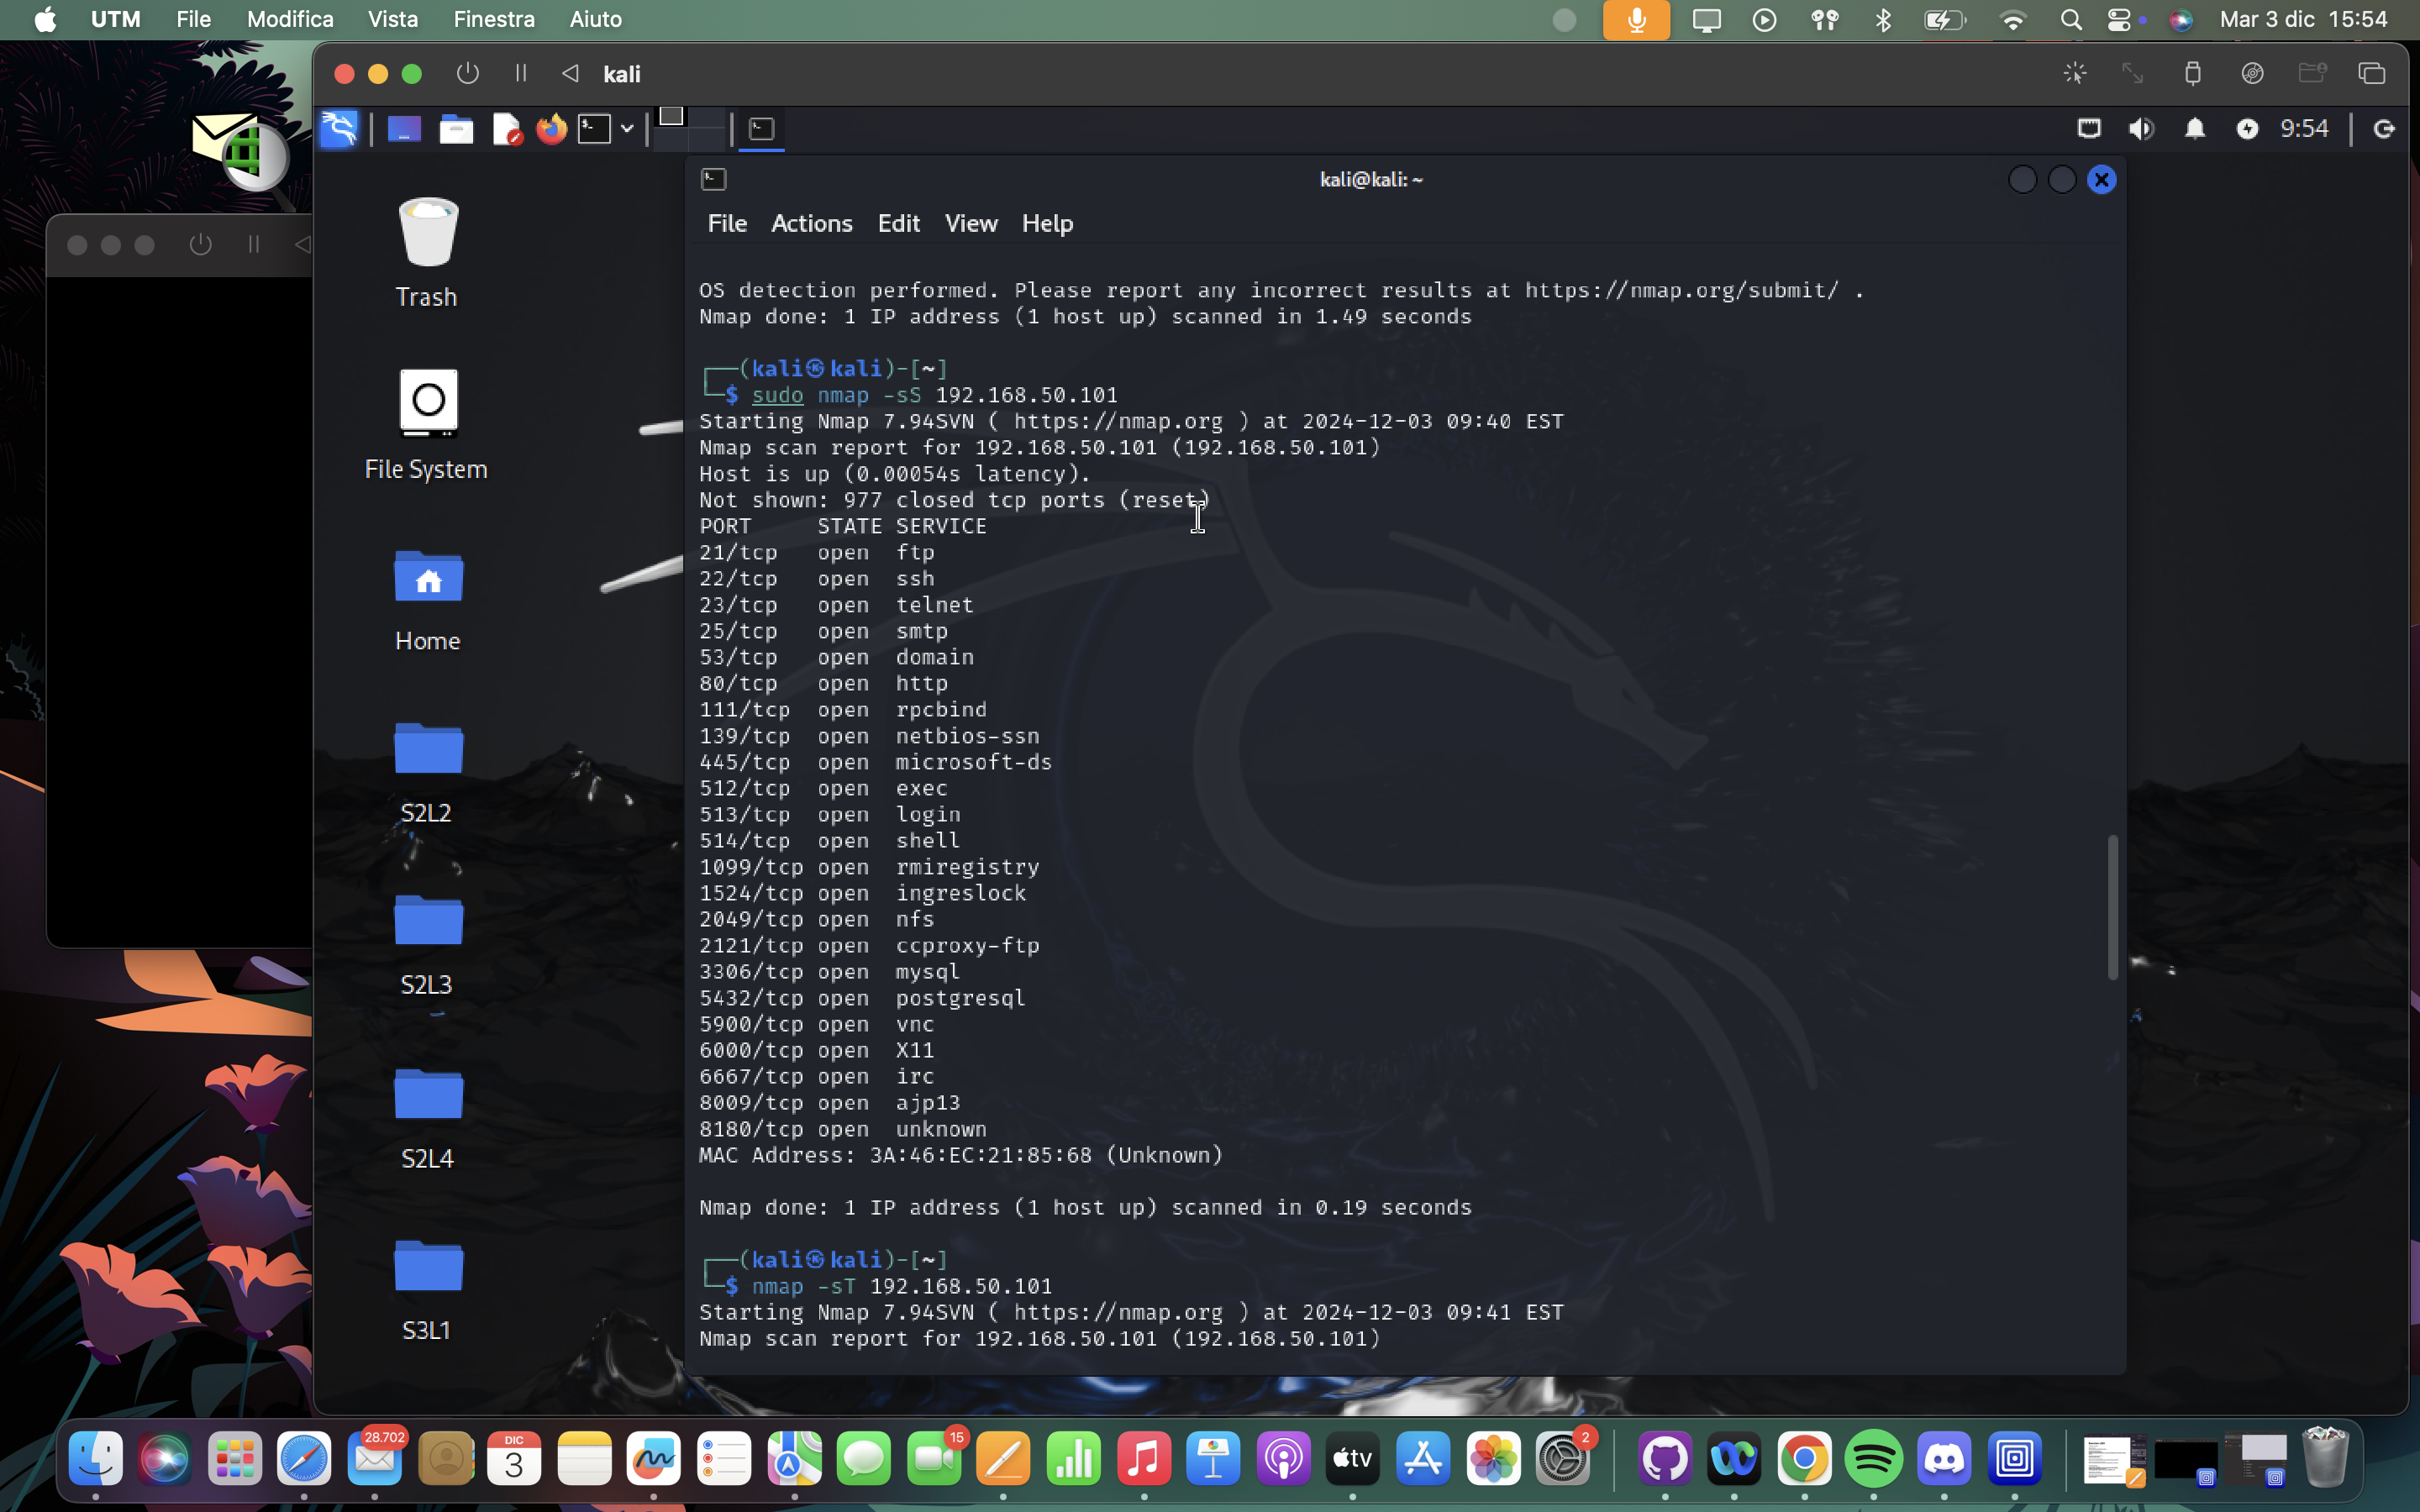 UTM File Modifica Vista Finestra Aiuto Mar 3 dic 15:54
kali
9:54
kali@kali: ~
File Actions Edit View Help
Trash
File System
Home
S2L2
S2L3
S2L4
S3L1
OS detection performed. Please report any incorrect results at https://nmap.org/submit/ .
Nmap done: 1 IP address (1 host up) scanned in 1.49 seconds
┌──(kali㉿kali)-[~]
└─$ sudo nmap -sS 192.168.50.101
Starting Nmap 7.94SVN ( https://nmap.org ) at 2024-12-03 09:40 EST
Nmap scan report for 192.168.50.101 (192.168.50.101)
Host is up (0.00054s latency).
Not shown: 977 closed tcp ports (reset)
PORT     STATE SERVICE
21/tcp   open  ftp
22/tcp   open  ssh
23/tcp   open  telnet
25/tcp   open  smtp
53/tcp   open  domain
80/tcp   open  http
111/tcp  open  rpcbind
139/tcp  open  netbios-ssn
445/tcp  open  microsoft-ds
512/tcp  open  exec
513/tcp  open  login
514/tcp  open  shell
1099/tcp open  rmiregistry
1524/tcp open  ingreslock
2049/tcp open  nfs
2121/tcp open  ccproxy-ftp
3306/tcp open  mysql
5432/tcp open  postgresql
5900/tcp open  vnc
6000/tcp open  X11
6667/tcp open  irc
8009/tcp open  ajp13
8180/tcp open  unknown
MAC Address: 3A:46:EC:21:85:68 (Unknown)
Nmap done: 1 IP address (1 host up) scanned in 0.19 seconds
┌──(kali㉿kali)-[~]
└─$ nmap -sT 192.168.50.101
Starting Nmap 7.94SVN ( https://nmap.org ) at 2024-12-03 09:41 EST
Nmap scan report for 192.168.50.101 (192.168.50.101)
28.702
DIC
3
15
tv
2